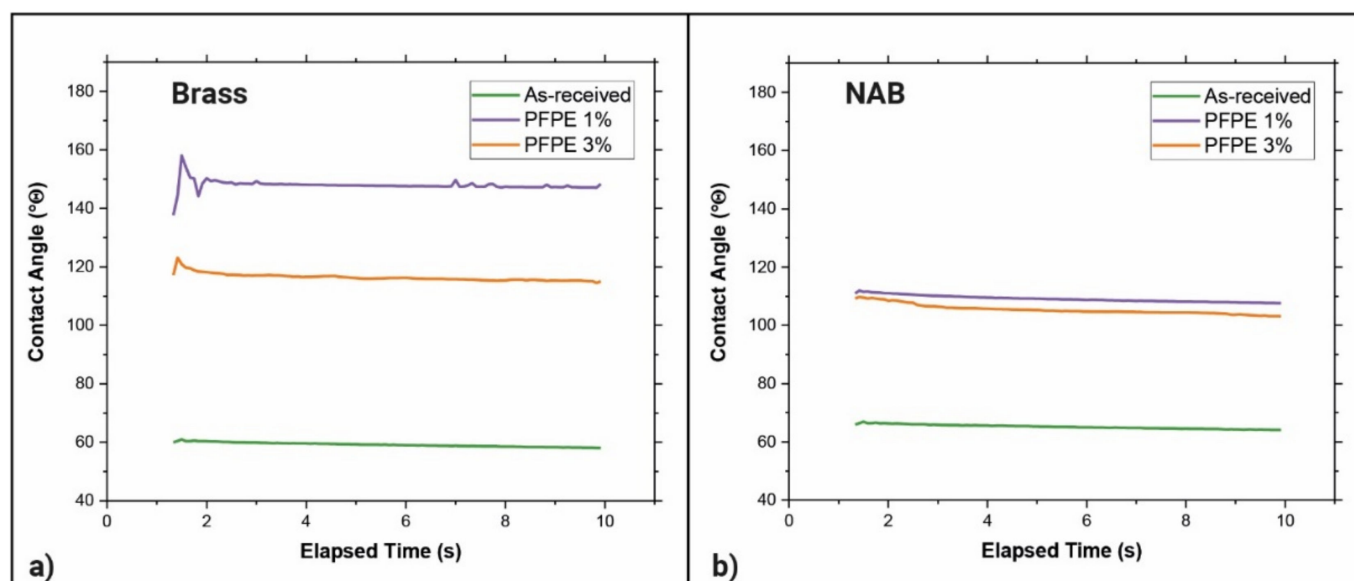 Brass
As-received
PFPE 1%
PFPE 3%
Contact Angle (°Θ)
180
160
140
120
100
80
60
40
0 2 4 6 8 10
Elapsed Time (s)
a)
NAB
As-received
PFPE 1%
PFPE 3%
Contact Angle (°Θ)
180
160
140
120
100
80
60
40
0 2 4 6 8 10
Elapsed Time (s)
b)